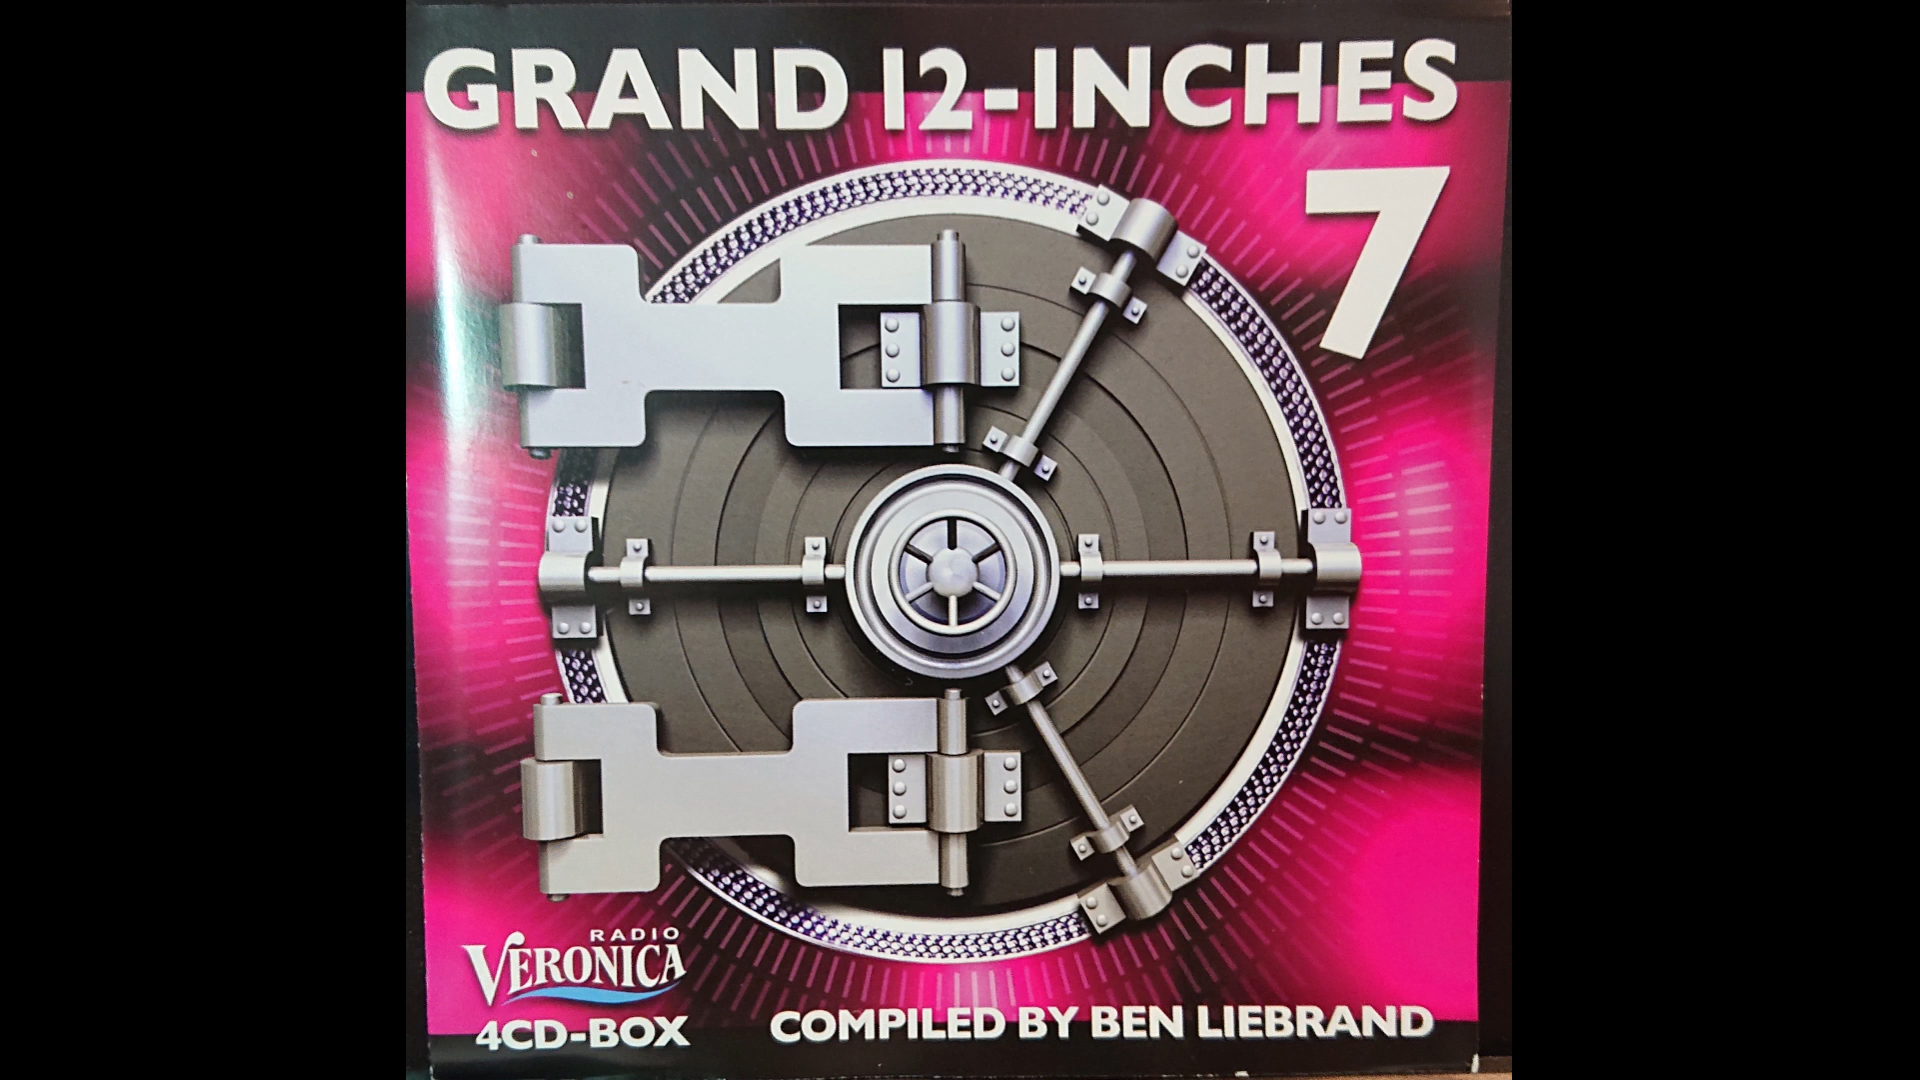 GRAND 12-INCHES
7
RADIO
VERONICA
4CD-BOX
COMPILED BY BEN LIEBRAND